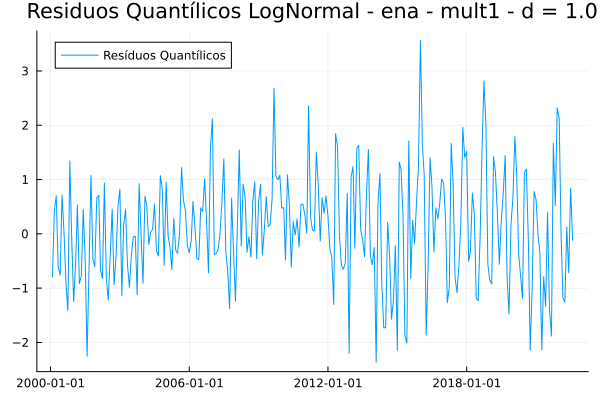 Residuos Quantílicos LogNormal - ena - mult1 - d = 1.0
Resíduos Quantílicos
3
2
1
0
−1
−2
2000-01-01 2006-01-01 2012-01-01 2018-01-01